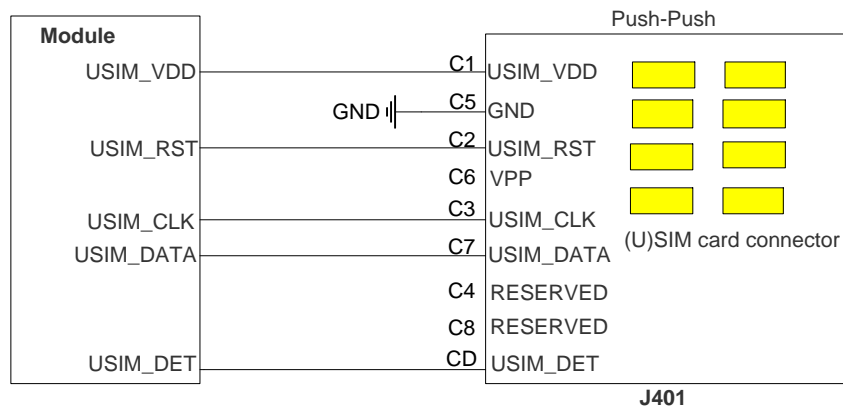 Push-Push
Module
USIM_VDD C1 USIM_VDD
GND C5 GND
USIM_RST C2 USIM_RST
C6 VPP
USIM_CLK C3 USIM_CLK
USIM_DATA C7 USIM_DATA
(U)SIM card connector
C4 RESERVED
C8 RESERVED
USIM_DET CD USIM_DET
J401